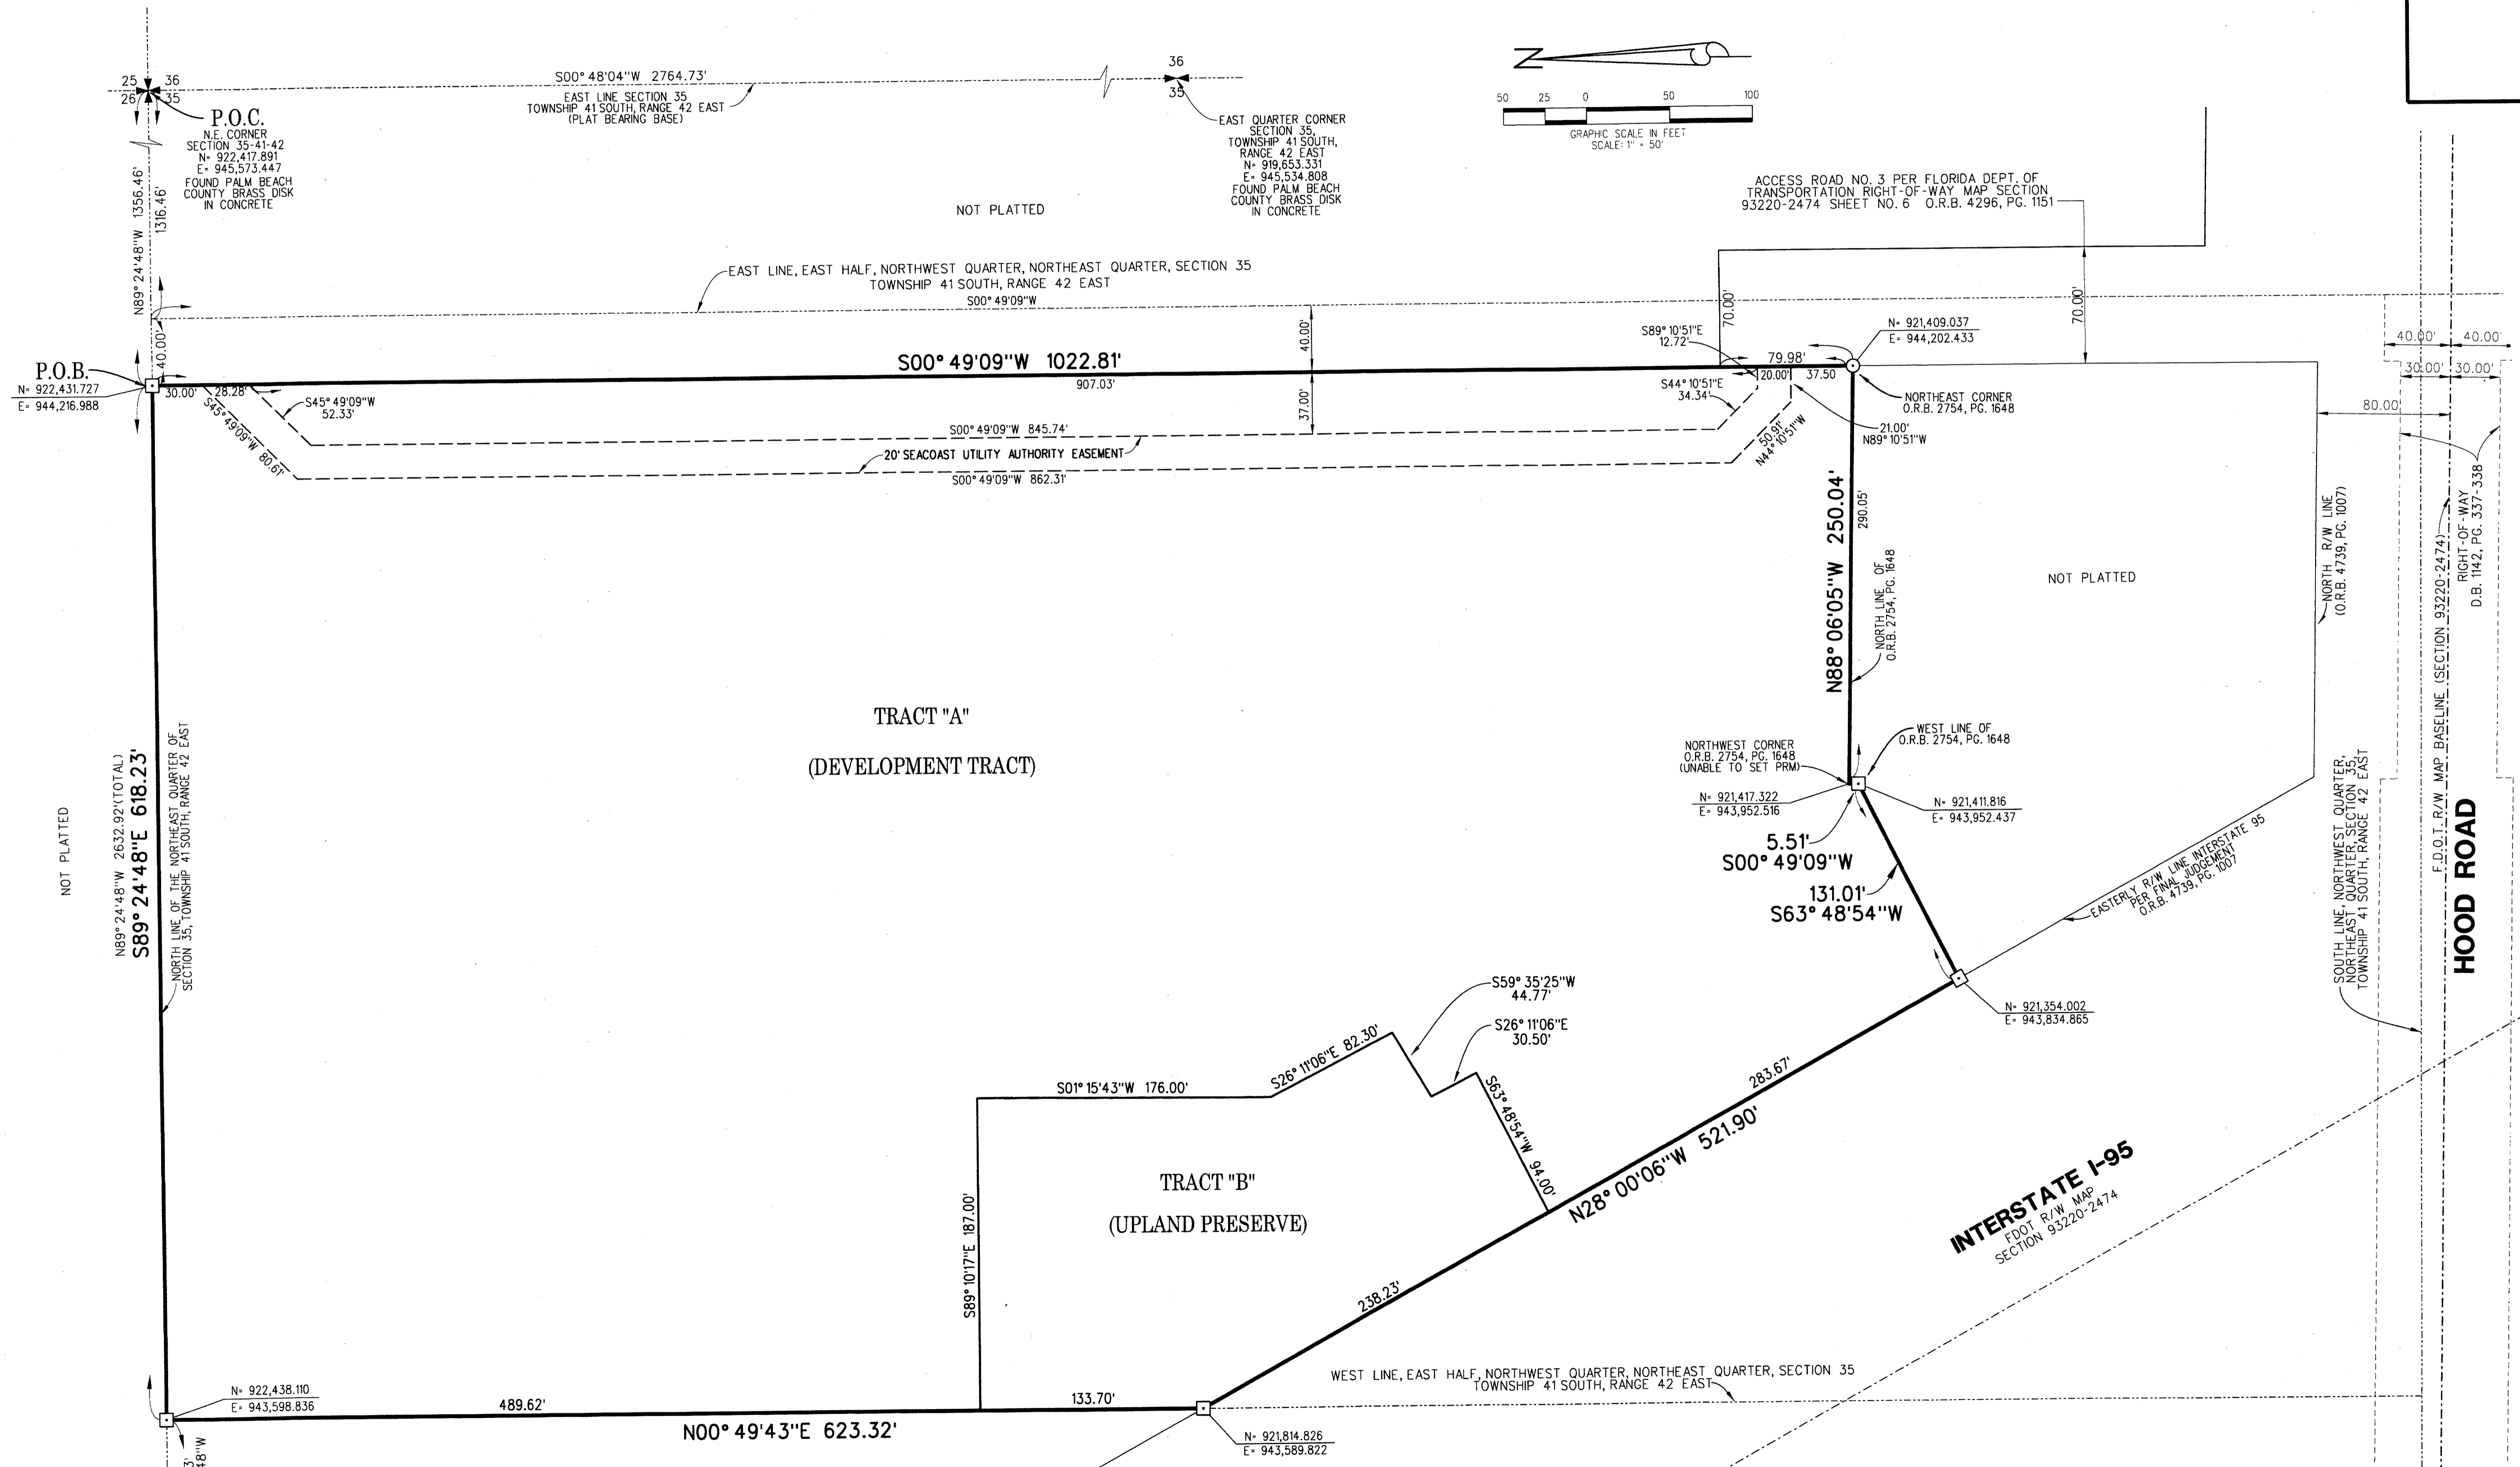 25 36
26 35
P.O.C.
N.E. CORNER
SECTION 35-41-42
N= 922,417.891
E= 945,573.447
FOUND PALM BEACH
COUNTY BRASS DISK
IN CONCRETE
S00° 48'04"W 2764.73'
EAST LINE SECTION 35
TOWNSHIP 41 SOUTH, RANGE 42 EAST
(PLAT BEARING BASE)
36
35
EAST QUARTER CORNER
SECTION 35,
TOWNSHIP 41 SOUTH,
RANGE 42 EAST
N= 919,653.331
E= 945,534.808
FOUND PALM BEACH
COUNTY BRASS DISK
IN CONCRETE
N
50 25 0 50 100
GRAPHIC SCALE IN FEET
SCALE: 1" = 50'
ACCESS ROAD NO. 3 PER FLORIDA DEPT. OF
TRANSPORTATION RIGHT-OF-WAY MAP SECTION
93220-2474 SHEET NO. 6 O.R.B. 4296, PG. 1151
N89° 24'48"W 1356.46'
1316.46'
NOT PLATTED
EAST LINE, EAST HALF, NORTHWEST QUARTER, NORTHEAST QUARTER, SECTION 35
TOWNSHIP 41 SOUTH, RANGE 42 EAST
S00° 49'09"W
40.00'
40.00'
70.00'
70.00'
P.O.B.
N= 922,431.727
E= 944,216.988
S00° 49'09"W 1022.81'
907.03'
30.00'
28.28'
S45° 49'09"W
52.33'
S45° 49'09"W 80.61'
37.00'
S00° 49'09"W 845.74'
20' SEACOAST UTILITY AUTHORITY EASEMENT
S00° 49'09"W 862.31'
S89° 10'51"E
12.72'
79.98'
20.00'
37.50
S44° 10'51"E
34.34'
50.91'
N44° 10'51"W
21.00'
N89° 10'51"W
N= 921,409.037
E= 944,202.433
NORTHEAST CORNER
O.R.B. 2754, PG. 1648
40.00' 40.00'
30.00' 30.00'
80.00'
N88° 06'05"W 250.04'
290.05'
NORTH LINE OF
O.R.B. 2754, PG. 1648
NOT PLATTED
NORTH R/W LINE
(O.R.B. 4739, PG. 1007)
F.D.O.T. R/W MAP BASELINE (SECTION 93220-2474)
RIGHT-OF-WAY
D.B. 1142, PG. 337-338
HOOD ROAD
SOUTH LINE, NORTHWEST QUARTER,
NORTHEAST QUARTER, SECTION 35,
TOWNSHIP 41 SOUTH, RANGE 42 EAST
TRACT "A"
(DEVELOPMENT TRACT)
NORTHWEST CORNER
O.R.B. 2754, PG. 1648
(UNABLE TO SET PRM)
N= 921,417.322
E= 943,952.516
WEST LINE OF
O.R.B. 2754, PG. 1648
N= 921,411.816
E= 943,952.437
5.51'
S00° 49'09"W
131.01'
S63° 48'54"W
EASTERLY R/W LINE INTERSTATE 95
PER FINAL JUDGEMENT
O.R.B. 4739, PG. 1007
N= 921,354.002
E= 943,834.865
NOT PLATTED
N89° 24'48"W 2632.92'(TOTAL)
S89° 24'48"E 618.23'
NORTH LINE OF THE NORTHEAST QUARTER OF
SECTION 35, TOWNSHIP 41 SOUTH, RANGE 42 EAST
S59° 35'25"W
44.77'
S26° 11'06"E
30.50'
S26° 11'06"E 82.30'
S01° 15'43"W 176.00'
S63° 48'54"W 94.00'
S89° 10'17"E 187.00'
TRACT "B"
(UPLAND PRESERVE)
283.67'
N28° 00'06"W 521.90'
238.23'
INTERSTATE I-95
FDOT R/W MAP
SECTION 93220-2474
WEST LINE, EAST HALF, NORTHWEST QUARTER, NORTHEAST QUARTER, SECTION 35
TOWNSHIP 41 SOUTH, RANGE 42 EAST
N= 922,438.110
E= 943,598.836
489.62'
133.70'
N00° 49'43"E 623.32'
N= 921,814.826
E= 943,589.822
3'
48"W